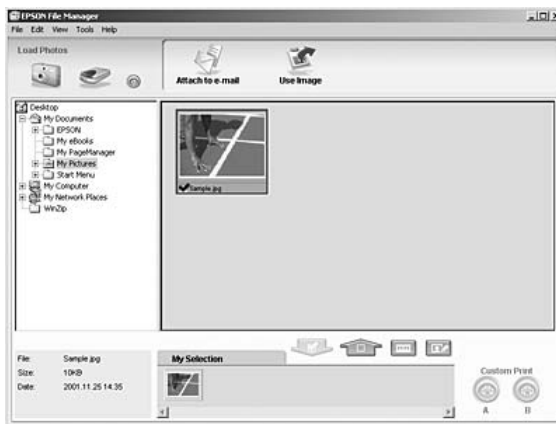 EPSON File Manager
File Edit View Tools Help
Load Photos
Attach to e-mail
Use Image
Desktop
My Documents
EPSON
My eBooks
My PageManager
My Pictures
Start Menu
My Computer
My Network Places
WinZip
Sample.jpg
File: Sample.jpg
Size: 10KB
Date: 2001.11.25 14:35
My Selection
Custom Print
A B